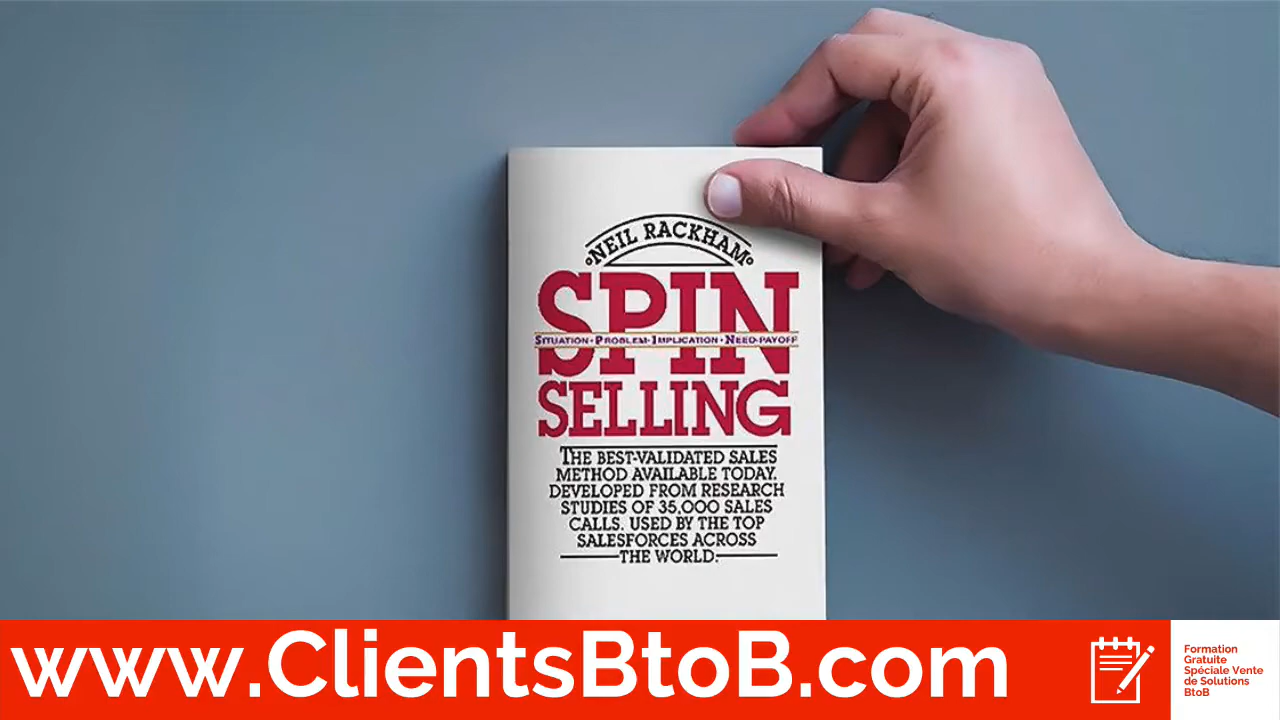 NEIL RACKHAM
SPIN
SITUATION • PROBLEM • IMPLICATION • NEED-PAYOFF
SELLING
THE BEST-VALIDATED SALES
METHOD AVAILABLE TODAY.
DEVELOPED FROM RESEARCH
STUDIES OF 35,000 SALES
CALLS. USED BY THE TOP
SALESFORCES ACROSS
THE WORLD.
www.ClientsBtoB.com
Formation
Gratuite
Spéciale Vente
de Solutions
BtoB